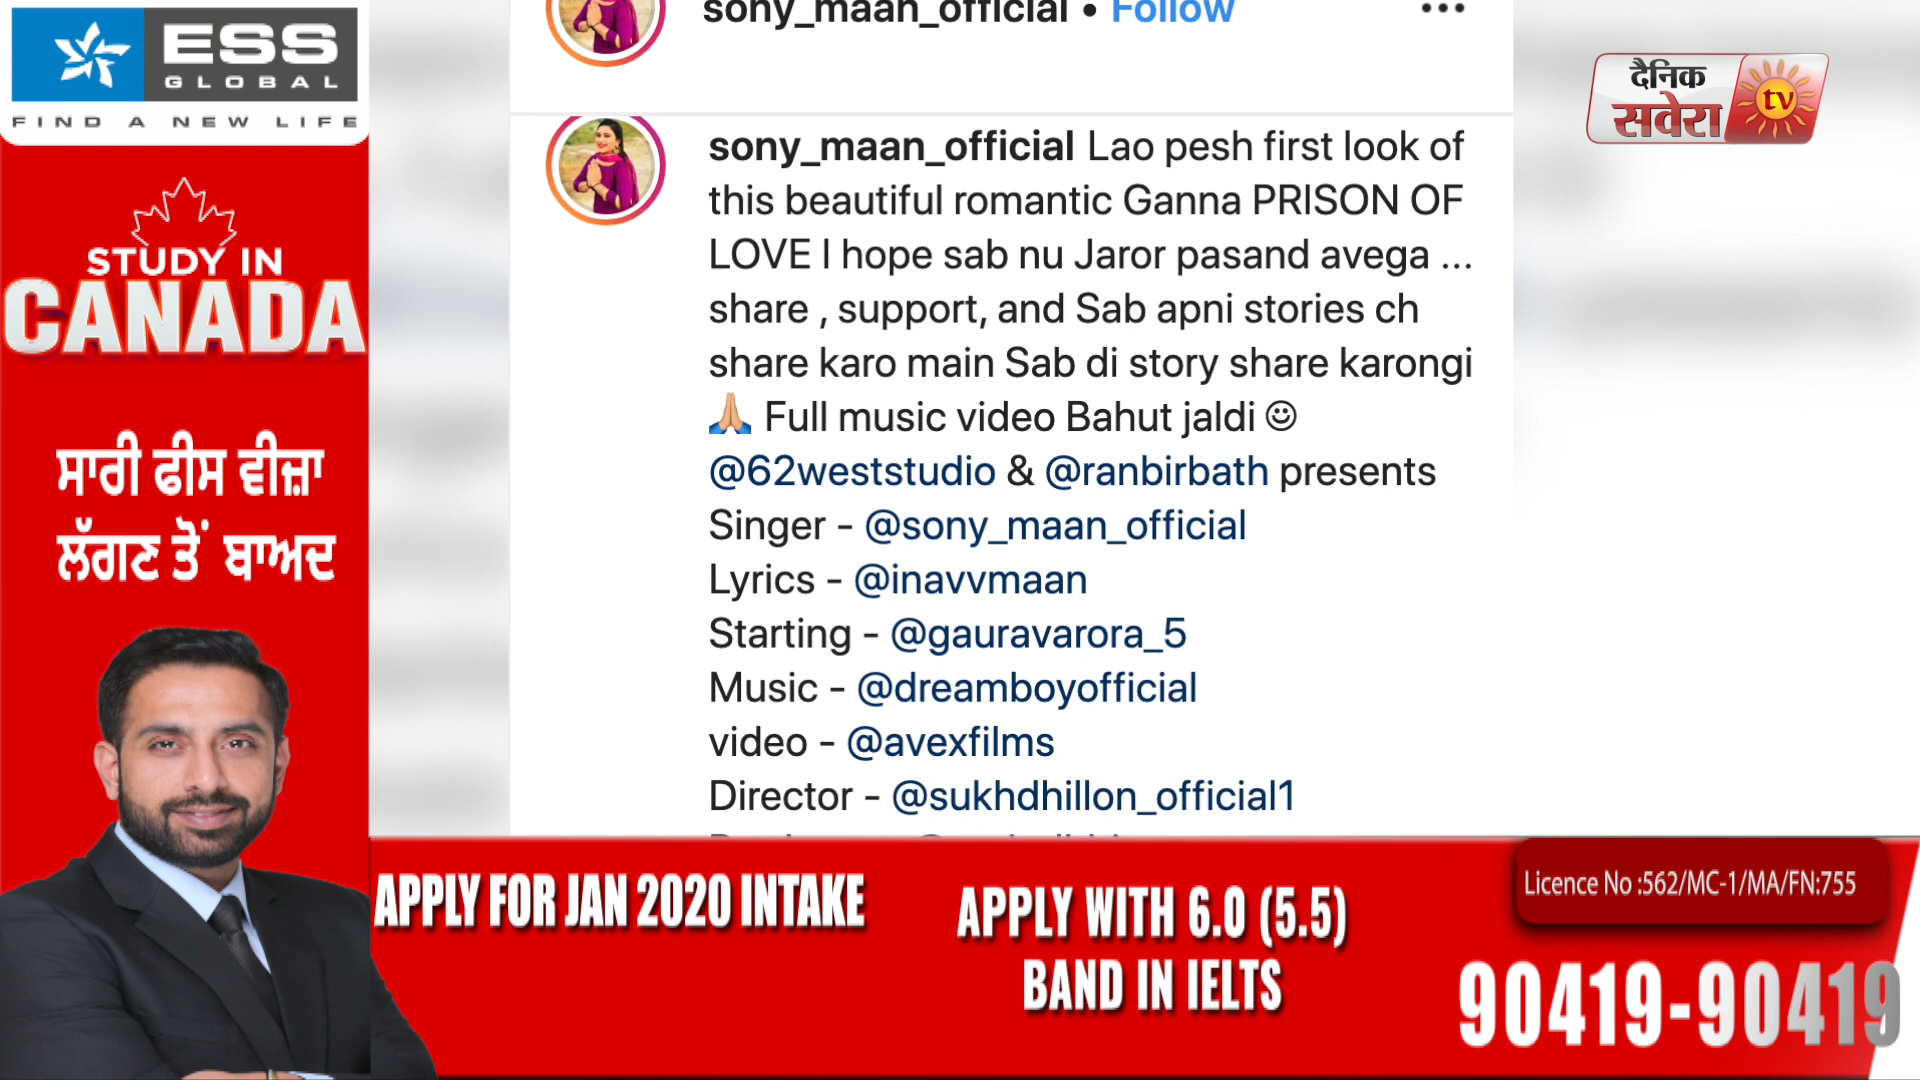 ESS
GLOBAL
FIND A NEW LIFE
STUDY IN
CANADA
ਸਾਰੀ ਫੀਸ ਵੀਜ਼ਾ
ਲੱਗਣ ਤੋਂ ਬਾਅਦ
sony_maan_official • Follow
sony_maan_official Lao pesh first look of
this beautiful romantic Ganna PRISON OF
LOVE I hope sab nu Jaror pasand avega ...
share , support, and Sab apni stories ch
share karo main Sab di story share karongi
🙏 Full music video Bahut jaldi ☺
@62weststudio & @ranbirbath presents
Singer - @sony_maan_official
Lyrics - @inavvmaan
Starting - @gauravarora_5
Music - @dreamboyofficial
video - @avexfilms
Director - @sukhdhillon_official1
दैनिक
सवेरा
tv
APPLY FOR JAN 2020 INTAKE
APPLY WITH 6.0 (5.5)
BAND IN IELTS
Licence No :562/MC-1/MA/FN:755
90419-90419